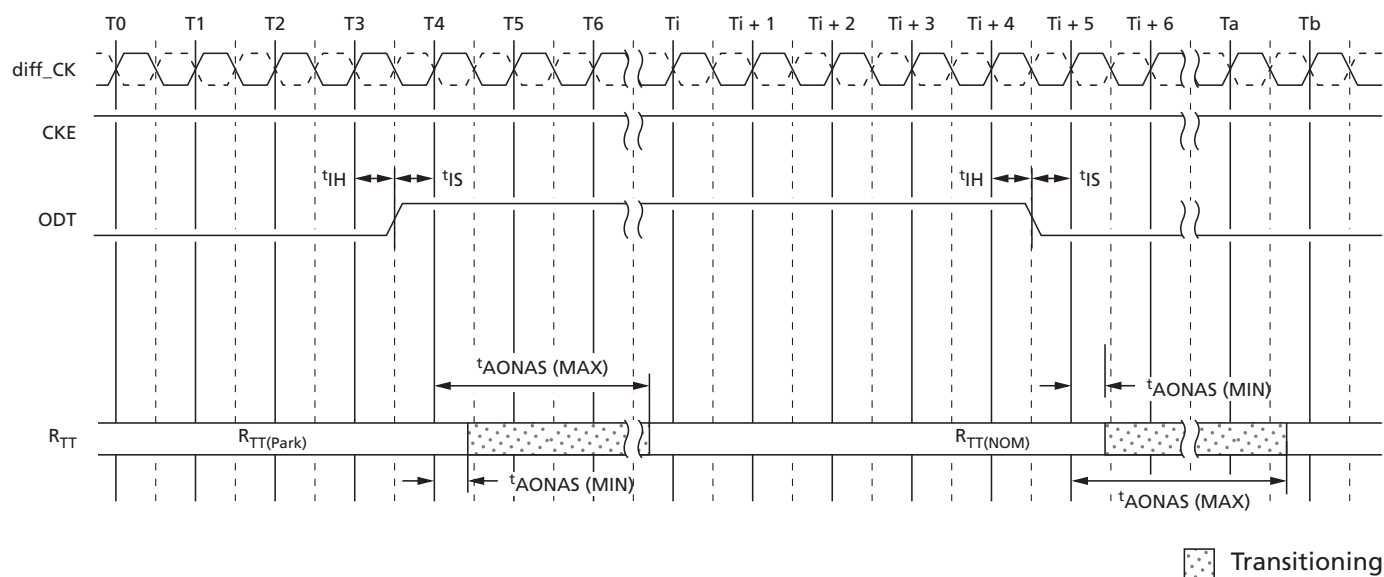 T0 T1 T2 T3 T4 T5 T6 Ti Ti + 1 Ti + 2 Ti + 3 Ti + 4 Ti + 5 Ti + 6 Ta Tb
diff_CK
CKE
tIH tIS tIH tIS
ODT
tAONAS (MAX)
tAONAS (MIN)
RTT RTT(Park) RTT(NOM)
tAONAS (MIN)
tAONAS (MAX)
Transitioning